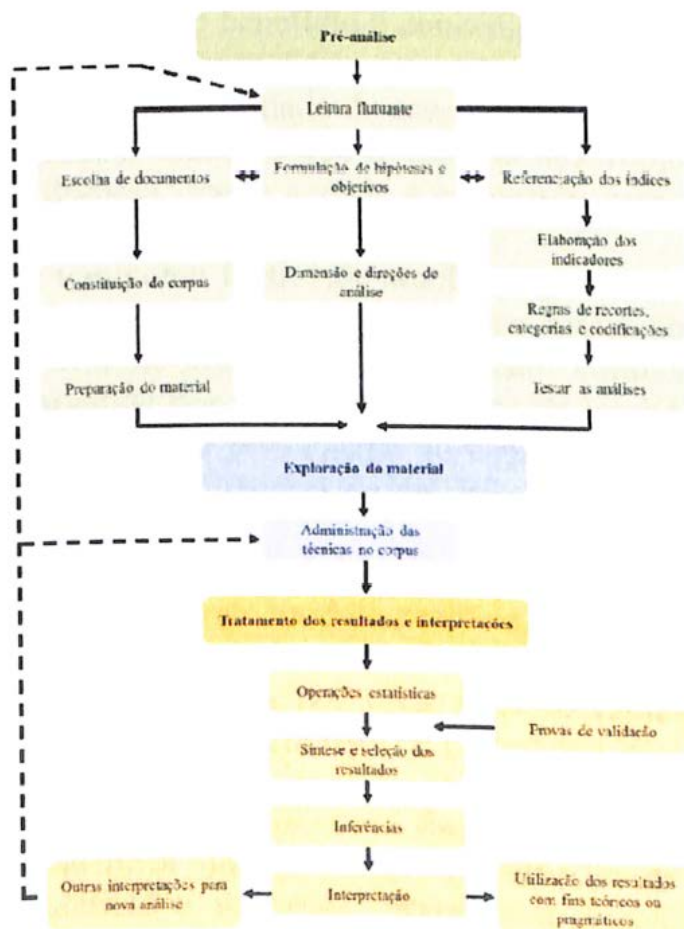 Pré-análise
Leitura flutuante
Escolha de documentos
Formulação de hipóteses e
objetivos
Referenciação dos índices
Elaboração dos
indicadores
Constituição do corpus
Dimensão e direções de
análise
Regras de recortes,
categorias e codificações
Preparação do material
Testar as análises
Exploração do material
Administração das
técnicas no corpus
Tratamento dos resultados e interpretações
Operações estatísticas
Provas de validação
Síntese e seleção dos
resultados
Inferências
Outras interpretações para
nova análise
Interpretação
Utilização dos resultados
com fins teóricos ou
pragmáticos